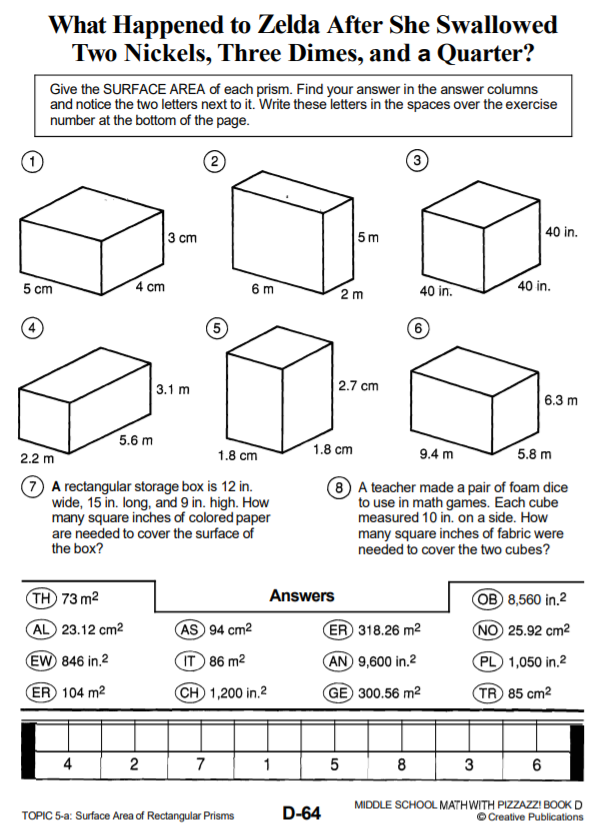 What Happened to Zelda After She Swallowed
Two Nickels, Three Dimes, and a Quarter?
Give the SURFACE AREA of each prism. Find your answer in the answer columns
and notice the two letters next to it. Write these letters in the spaces over the exercise
number at the bottom of the page.
1
3 cm
5 cm
4 cm
2
5 m
6 m
2 m
3
40 in.
40 in.
40 in.
4
3.1 m
5.6 m
2.2 m
5
2.7 cm
1.8 cm
1.8 cm
6
6.3 m
9.4 m
5.8 m
7 A rectangular storage box is 12 in.
wide, 15 in. long, and 9 in. high. How
many square inches of colored paper
are needed to cover the surface of
the box?
8 A teacher made a pair of foam dice
to use in math games. Each cube
measured 10 in. on a side. How
many square inches of fabric were
needed to cover the two cubes?
Answers
TH 73 m²
AL 23.12 cm²
EW 846 in.²
ER 104 m²
AS 94 cm²
IT 86 m²
CH 1,200 in.²
ER 318.26 m²
AN 9,600 in.²
GE 300.56 m²
OB 8,560 in.²
NO 25.92 cm²
PL 1,050 in.²
TR 85 cm²
4 2 7 1 5 8 3 6
TOPIC 5-a: Surface Area of Rectangular Prisms
D-64
MIDDLE SCHOOL MATH WITH PIZZAZZ! BOOK D
© Creative Publications